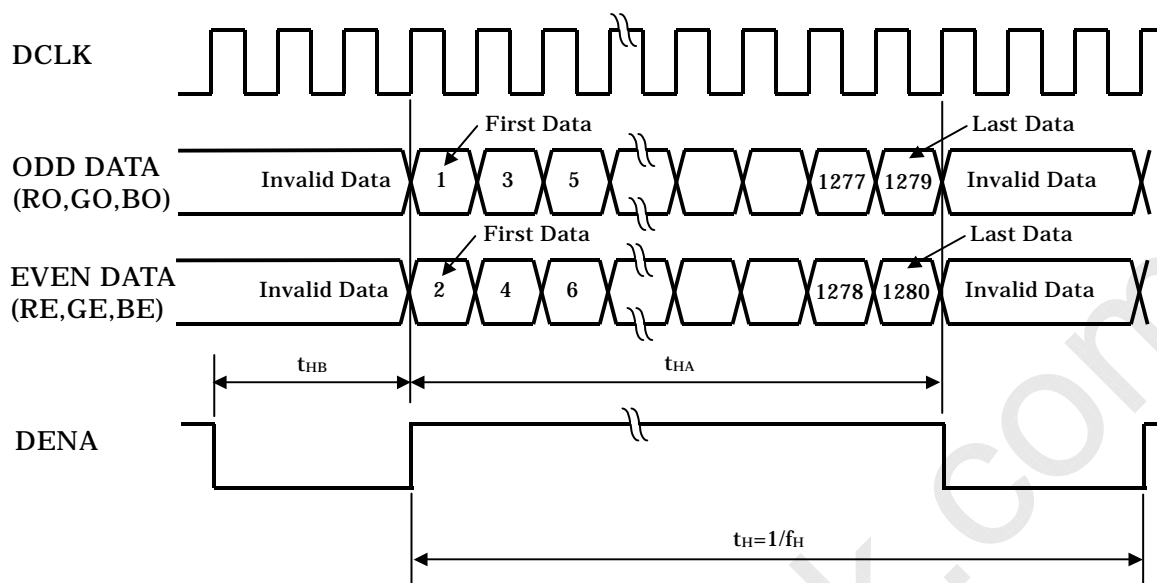 DCLK
First Data
Last Data
ODD DATA
(RO,GO,BO)
Invalid Data 1 3 5 1277 1279 Invalid Data
First Data
Last Data
EVEN DATA
(RE,GE,BE)
Invalid Data 2 4 6 1278 1280 Invalid Data
tHB
tHA
DENA
tH=1/fH
k.com